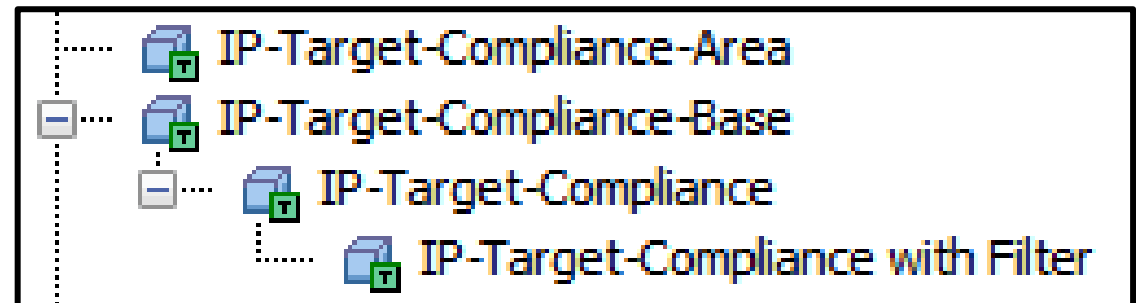 IP-Target-Compliance-Area
IP-Target-Compliance-Base
IP-Target-Compliance
IP-Target-Compliance with Filter